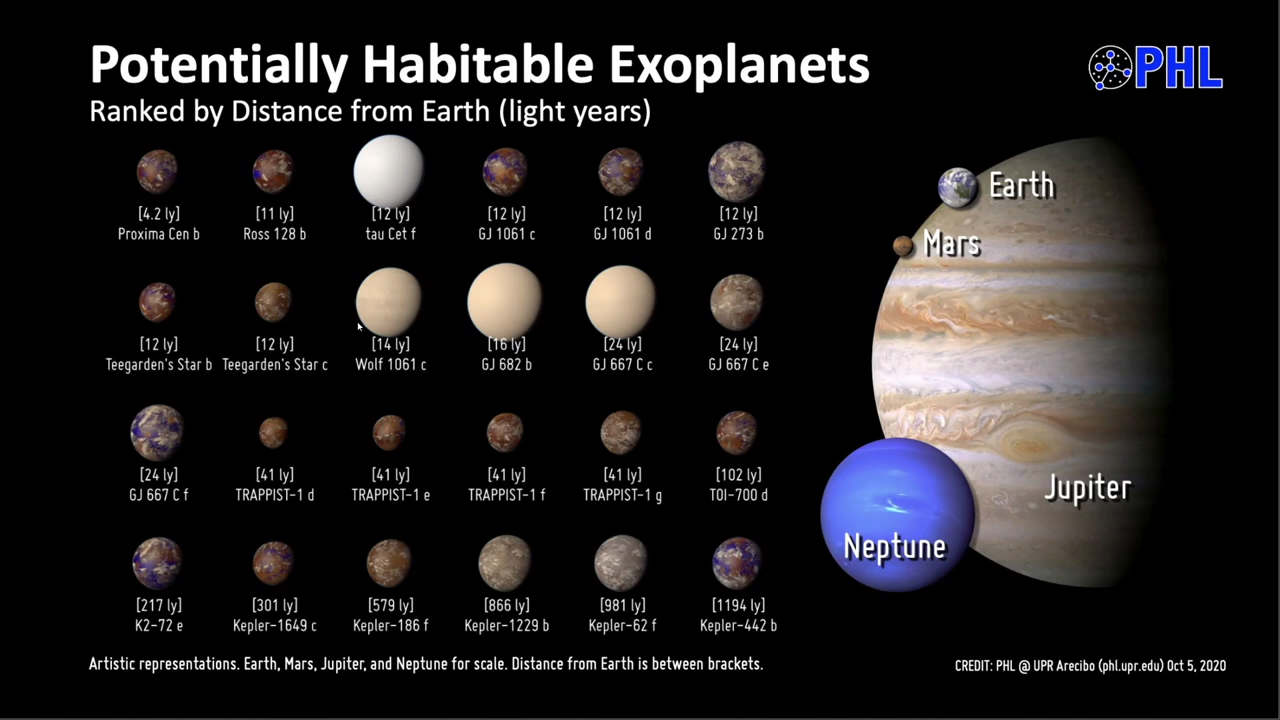 Potentially Habitable Exoplanets
PHL
Ranked by Distance from Earth (light years)
[4.2 ly]
Proxima Cen b
[11 ly]
Ross 128 b
[12 ly]
tau Cet f
[12 ly]
GJ 1061 c
[12 ly]
GJ 1061 d
[12 ly]
GJ 273 b
[12 ly]
Teegarden's Star b
[12 ly]
Teegarden's Star c
[14 ly]
Wolf 1061 c
[16 ly]
GJ 682 b
[24 ly]
GJ 667 C c
[24 ly]
GJ 667 C e
[24 ly]
GJ 667 C f
[41 ly]
TRAPPIST-1 d
[41 ly]
TRAPPIST-1 e
[41 ly]
TRAPPIST-1 f
[41 ly]
TRAPPIST-1 g
[102 ly]
TOI-700 d
[217 ly]
K2-72 e
[301 ly]
Kepler-1649 c
[579 ly]
Kepler-186 f
[866 ly]
Kepler-1229 b
[981 ly]
Kepler-62 f
[1194 ly]
Kepler-442 b
Earth
Mars
Jupiter
Neptune
Artistic representations. Earth, Mars, Jupiter, and Neptune for scale. Distance from Earth is between brackets.
CREDIT: PHL @ UPR Arecibo (phl.upr.edu) Oct 5, 2020